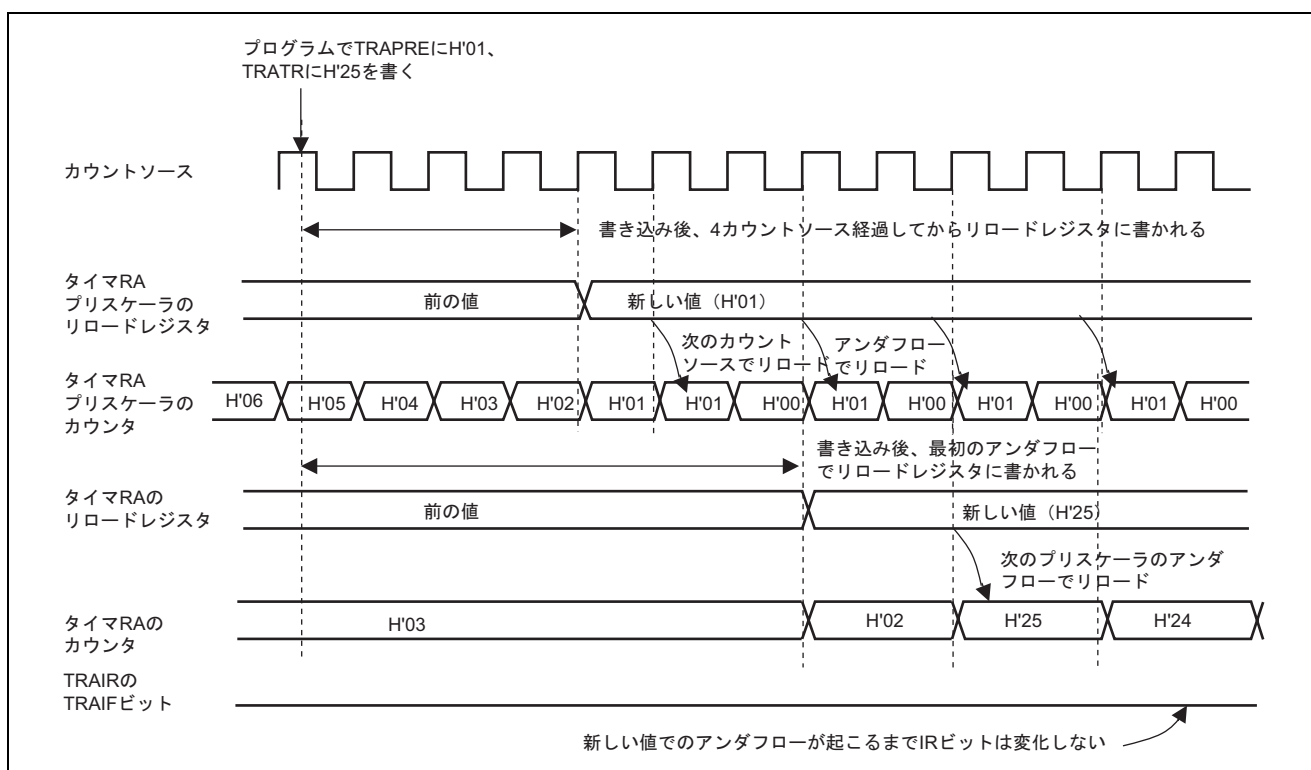 プログラムでTRAPREにH'01、
TRATRにH'25を書く
カウントソース
書き込み後、4カウントソース経過してからリロードレジスタに書かれる
タイマRA
プリスケーラの
リロードレジスタ
前の値
新しい値（H'01）
次のカウント
ソースでリロード
アンダフロー
でリロード
タイマRA
プリスケーラの
カウンタ
H'06 H'05 H'04 H'03 H'02 H'01 H'01 H'00 H'01 H'00 H'01 H'00 H'01 H'00
書き込み後、最初のアンダフロー
でリロードレジスタに書かれる
タイマRAの
リロードレジスタ
前の値
新しい値（H'25）
次のプリスケーラのアンダ
フローでリロード
タイマRAの
カウンタ
H'03 H'02 H'25 H'24
TRAIRの
TRAIFビット
新しい値でのアンダフローが起こるまでIRビットは変化しない